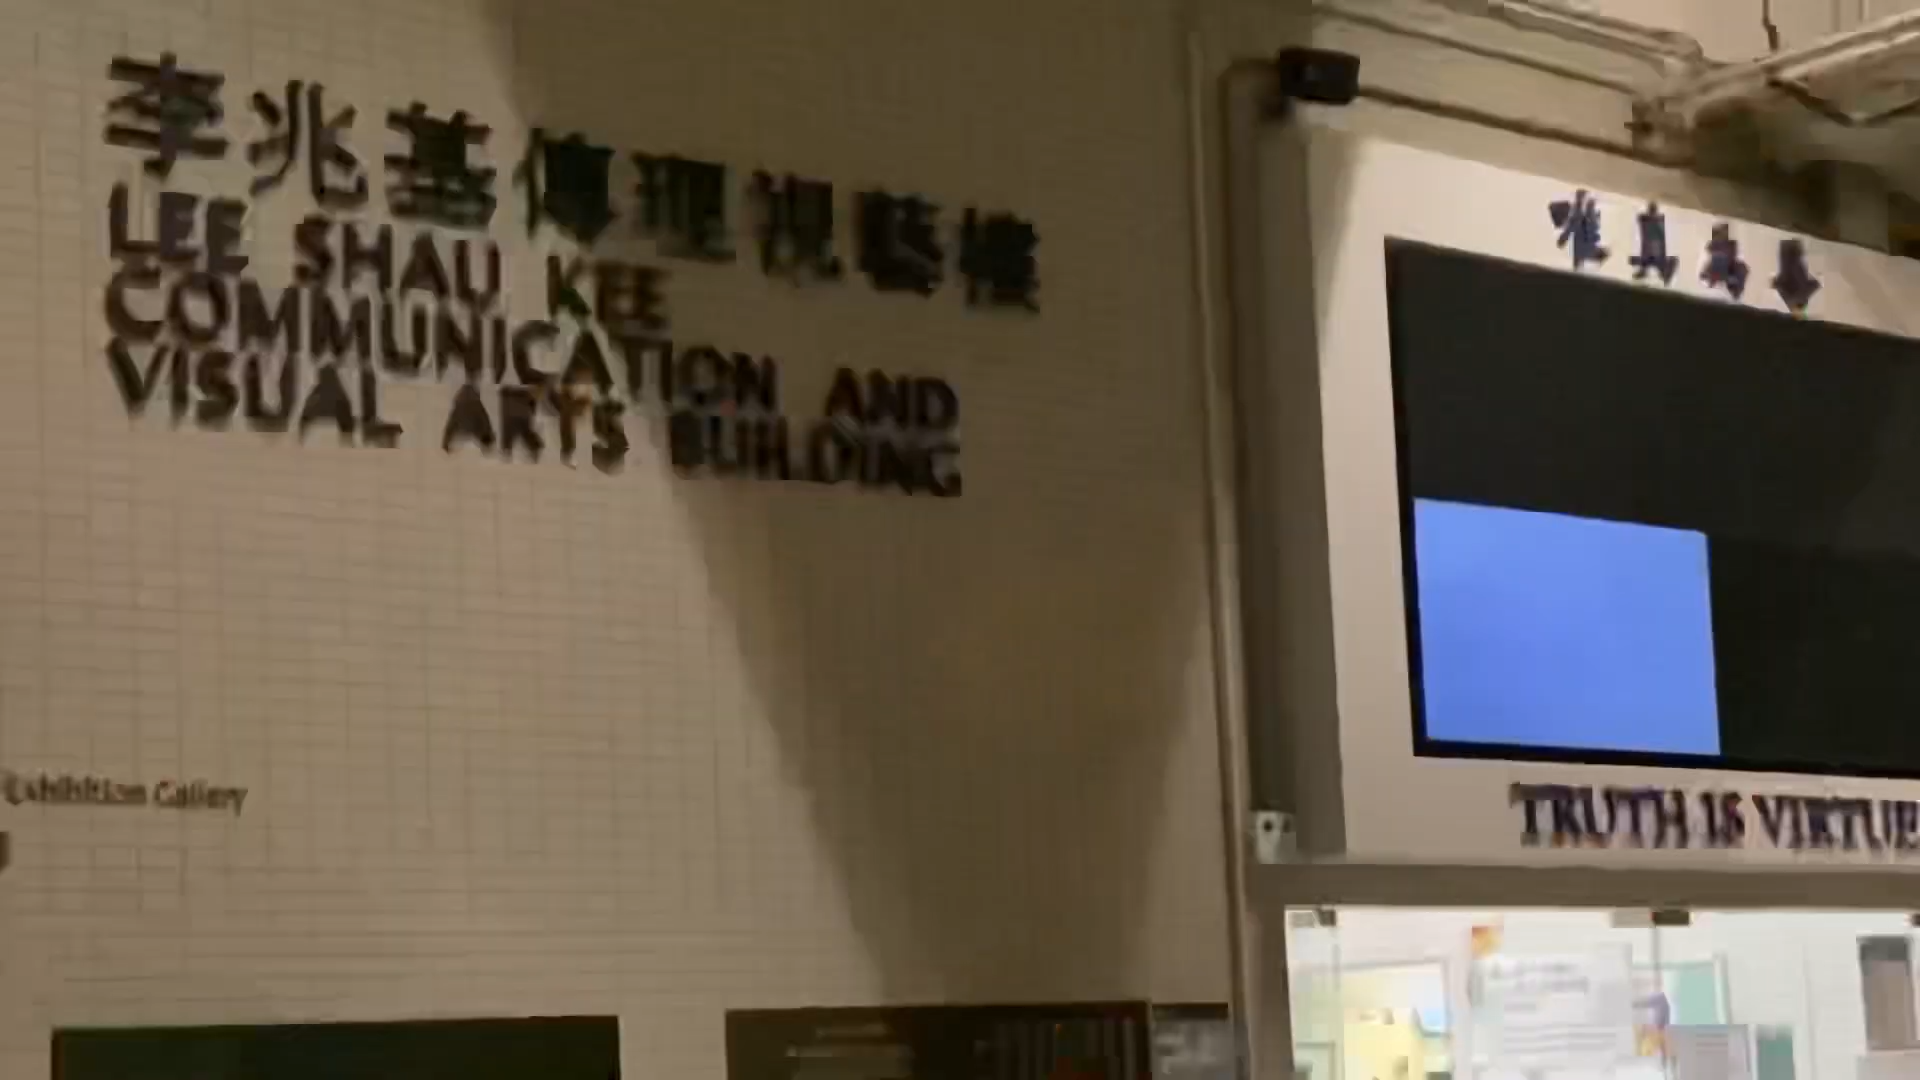 李兆基傳理視藝樓
LEE SHAU KEE
COMMUNICATION AND
VISUAL ARTS BUILDING
唯真為善
TRUTH IS VIRTUE
Exhibition Gallery